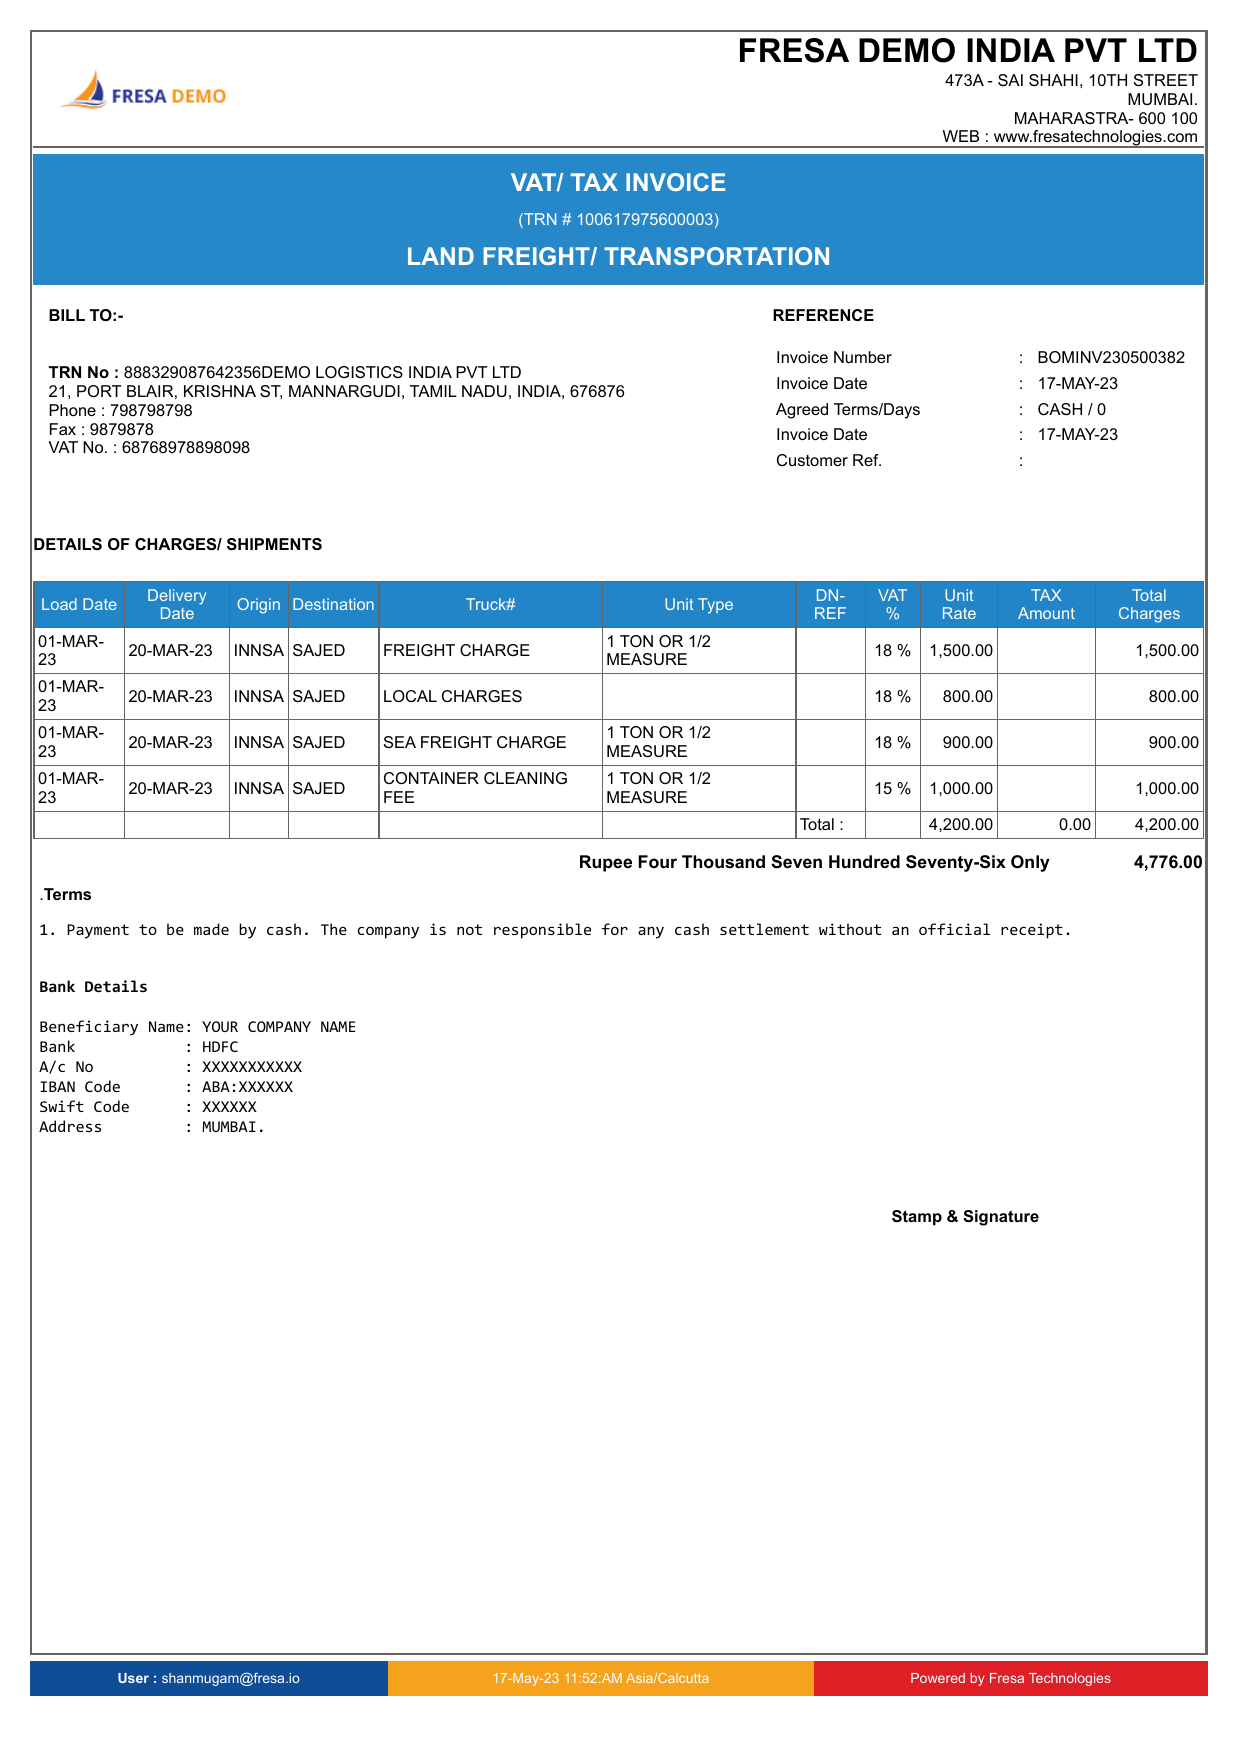 FRESA DEMO
FRESA DEMO INDIA PVT LTD
473A - SAI SHAHI, 10TH STREET
MUMBAI.
MAHARASTRA- 600 100
WEB : www.fresatechnologies.com
VAT/ TAX INVOICE
(TRN # 100617975600003)
LAND FREIGHT/ TRANSPORTATION
BILL TO:-
TRN No : 888329087642356DEMO LOGISTICS INDIA PVT LTD
21, PORT BLAIR, KRISHNA ST, MANNARGUDI, TAMIL NADU, INDIA, 676876
Phone : 798798798
Fax : 9879878
VAT No. : 68768978898098
REFERENCE
Invoice Number : BOMINV230500382
Invoice Date : 17-MAY-23
Agreed Terms/Days : CASH / 0
Invoice Date : 17-MAY-23
Customer Ref. :
DETAILS OF CHARGES/ SHIPMENTS
Load Date Delivery Date Origin Destination Truck# Unit Type DN-REF VAT % Unit Rate TAX Amount Total Charges
01-MAR-23 20-MAR-23 INNSA SAJED FREIGHT CHARGE 1 TON OR 1/2 MEASURE 18 % 1,500.00 1,500.00
01-MAR-23 20-MAR-23 INNSA SAJED LOCAL CHARGES 18 % 800.00 800.00
01-MAR-23 20-MAR-23 INNSA SAJED SEA FREIGHT CHARGE 1 TON OR 1/2 MEASURE 18 % 900.00 900.00
01-MAR-23 20-MAR-23 INNSA SAJED CONTAINER CLEANING FEE 1 TON OR 1/2 MEASURE 15 % 1,000.00 1,000.00
Total : 4,200.00 0.00 4,200.00
Rupee Four Thousand Seven Hundred Seventy-Six Only 4,776.00
.Terms
1. Payment to be made by cash. The company is not responsible for any cash settlement without an official receipt.
Bank Details
Beneficiary Name: YOUR COMPANY NAME
Bank : HDFC
A/c No : XXXXXXXXXXX
IBAN Code : ABA:XXXXXX
Swift Code : XXXXXX
Address : MUMBAI.
Stamp & Signature
User : shanmugam@fresa.io
17-May-23 11:52:AM Asia/Calcutta
Powered by Fresa Technologies